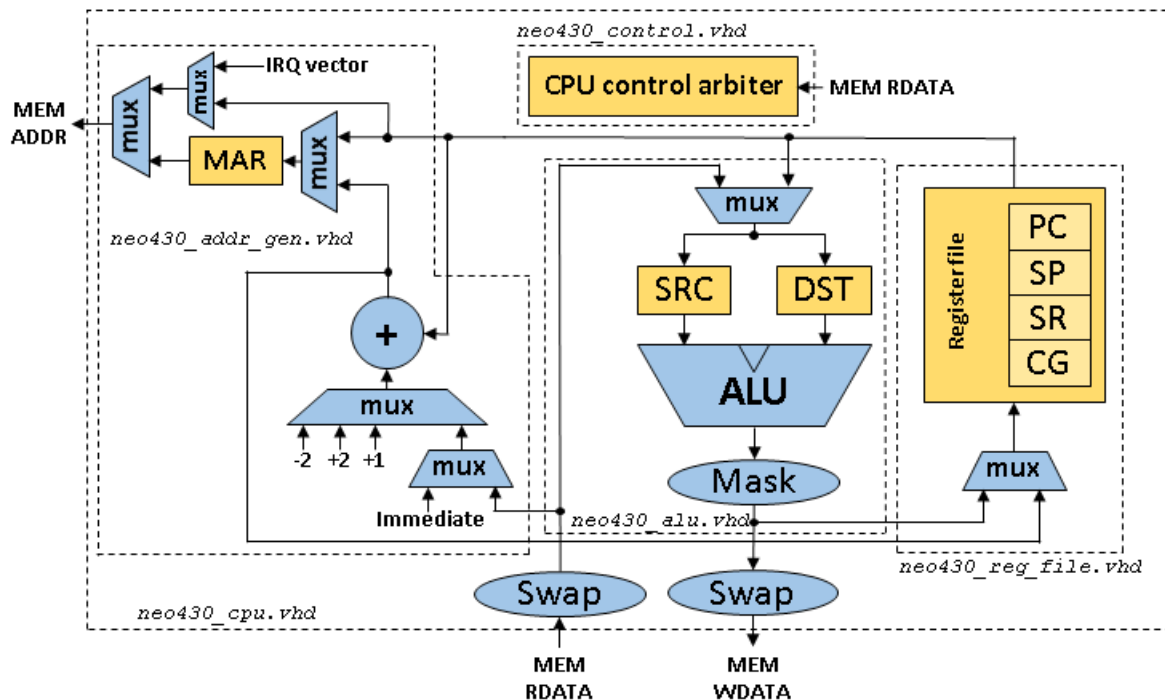 neo430_control.vhd
CPU control arbiter
MEM RDATA
IRQ vector
mux
mux
MEM
ADDR
MAR
mux
neo430_addr_gen.vhd
mux
SRC
DST
ALU
Mask
neo430_alu.vhd
Registerfile
PC
SP
SR
CG
mux
neo430_reg_file.vhd
+
mux
-2
+2
+1
mux
Immediate
Swap
Swap
neo430_cpu.vhd
MEM
RDATA
MEM
WDATA